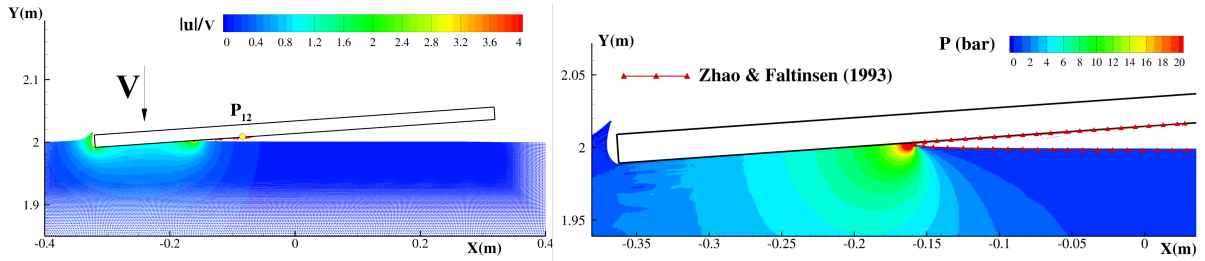 Y(m)
|u|/V
0 0.4 0.8 1.2 1.6 2 2.4 2.8 3.2 3.6 4
2.1
V
P12
2
1.9
-0.4 -0.2 0 0.2 0.4
X(m)
Y(m)
P (bar)
0 2 4 6 8 10 12 14 16 18 20
2.05
Zhao & Faltinsen (1993)
2
1.95
-0.35 -0.3 -0.25 -0.2 -0.15 -0.1 -0.05 0
X(m)